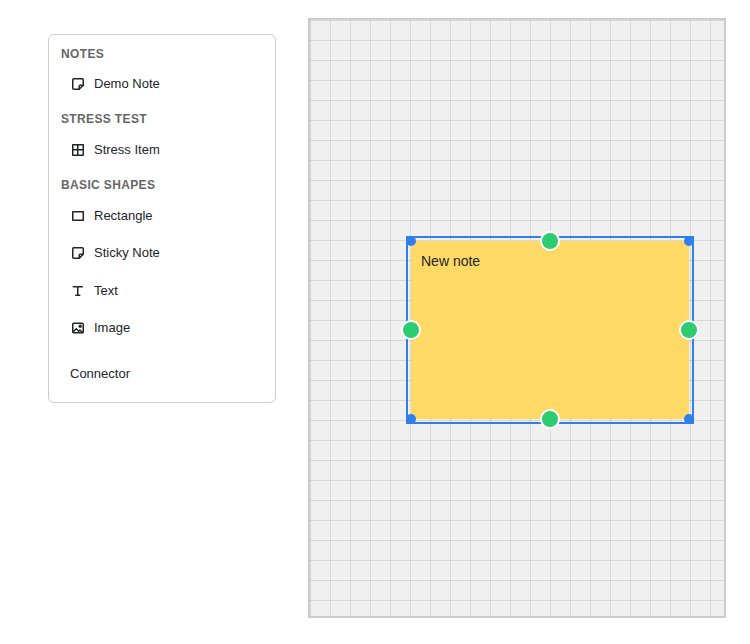 NOTES
Demo Note
STRESS TEST
Stress Item
BASIC SHAPES
Rectangle
Sticky Note
Text
Image
Connector
New note